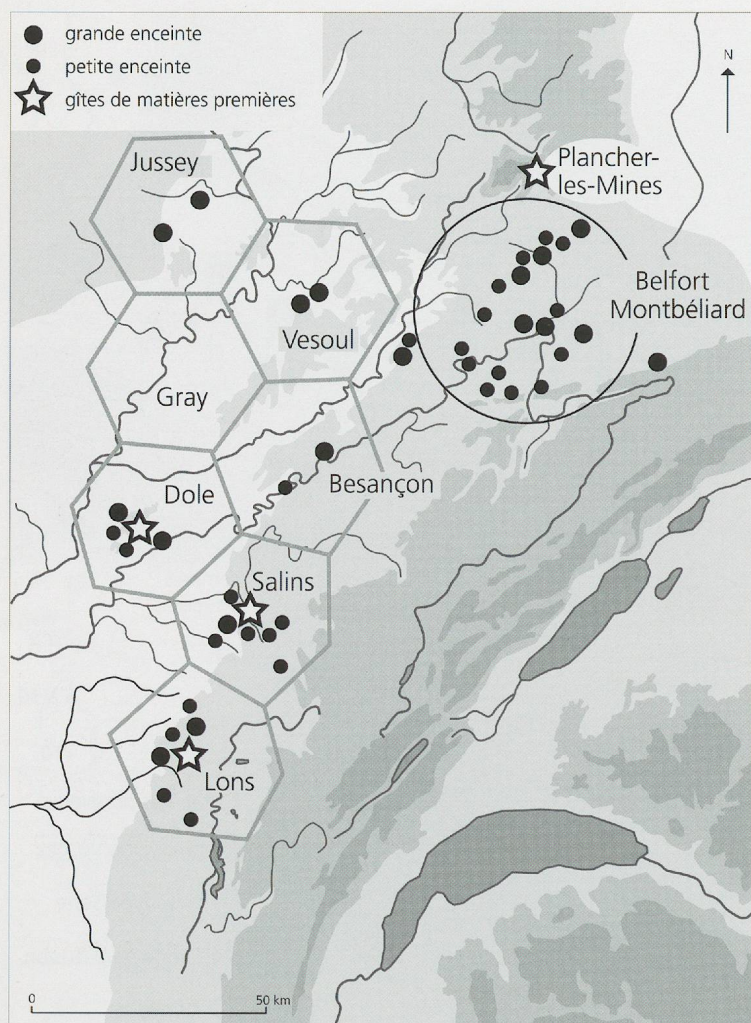 grande enceinte
petite enceinte
gîtes de matières premières
N
Jussey
Plancher-
les-Mines
Belfort
Montbéliard
Vesoul
Gray
Dole
Besançon
Salins
Lons
0
50 km